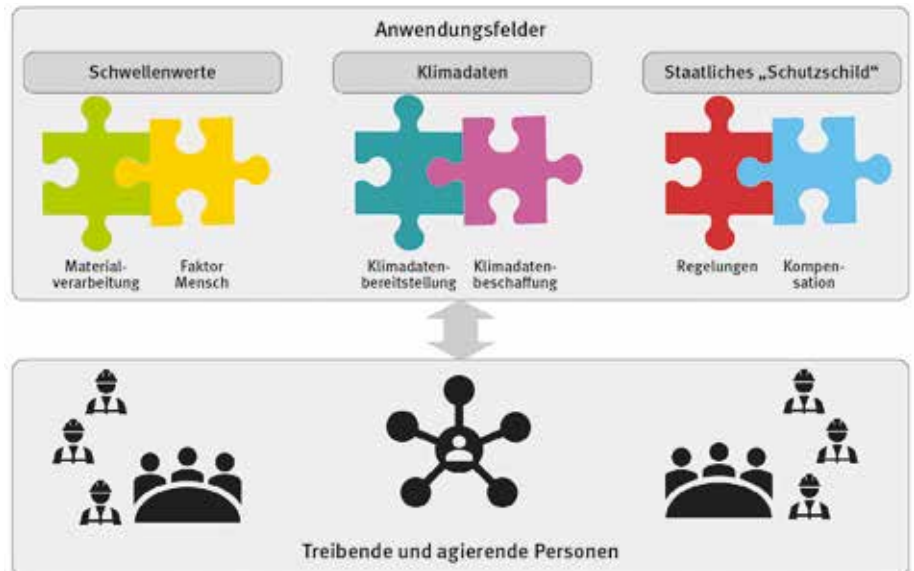 Anwendungsfelder
Schwellenwerte
Klimadaten
Staatliches „Schutzschild“
Material-
verarbeitung
Faktor
Mensch
Klimadaten-
bereitstellung
Klimadaten-
beschaffung
Regelungen
Kompen-
sation
Treibende und agierende Personen